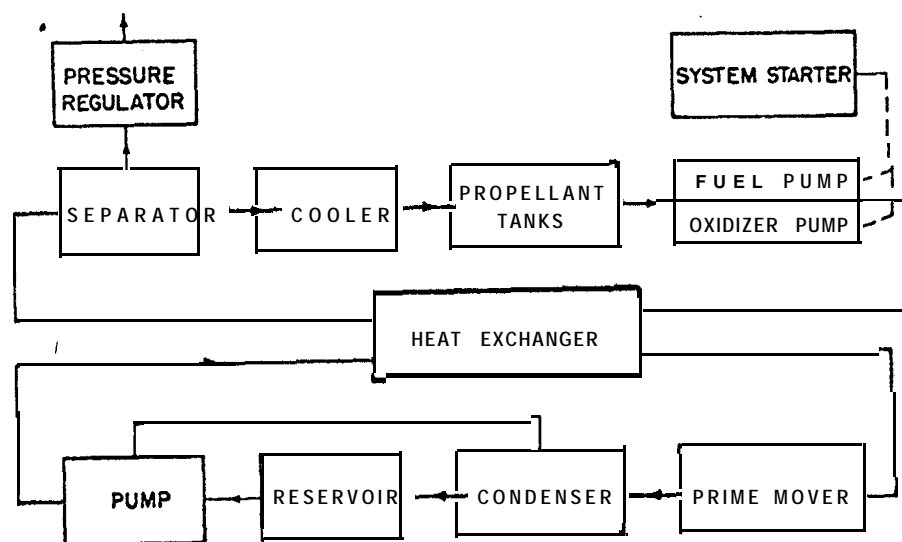 PRESSURE
REGULATOR
SYSTEM STARTER
SEPARATOR
COOLER
PROPELLANT
TANKS
FUEL PUMP
OXIDIZER PUMP
HEAT EXCHANGER
PUMP
RESERVOIR
CONDENSER
PRIME MOVER